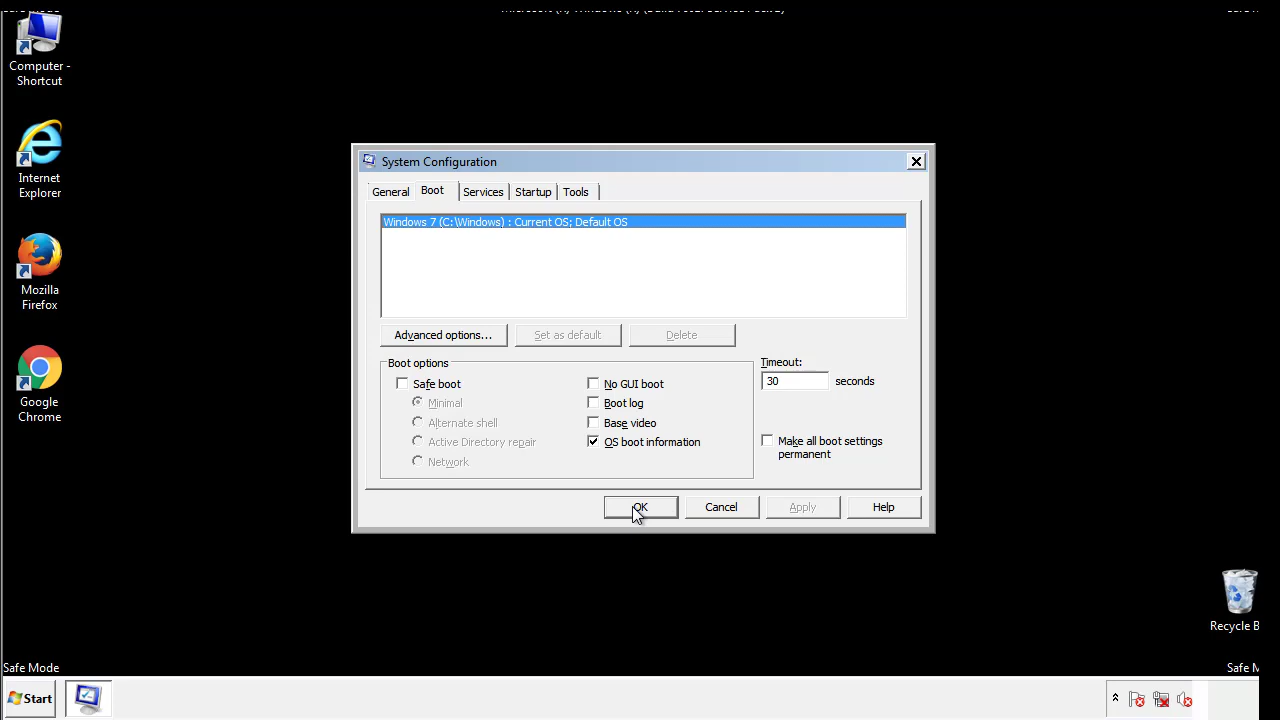 Computer -
Shortcut
Internet
Explorer
Mozilla
Firefox
Google
Chrome
System Configuration
General
Boot
Services
Startup
Tools
Windows 7 (C:\Windows) : Current OS; Default OS
Advanced options...
Set as default
Delete
Boot options
Safe boot
Minimal
Alternate shell
Active Directory repair
Network
No GUI boot
Boot log
Base video
OS boot information
Timeout:
30 seconds
Make all boot settings
permanent
OK
Cancel
Apply
Help
Recycle B
Safe Mode
Safe M
Start